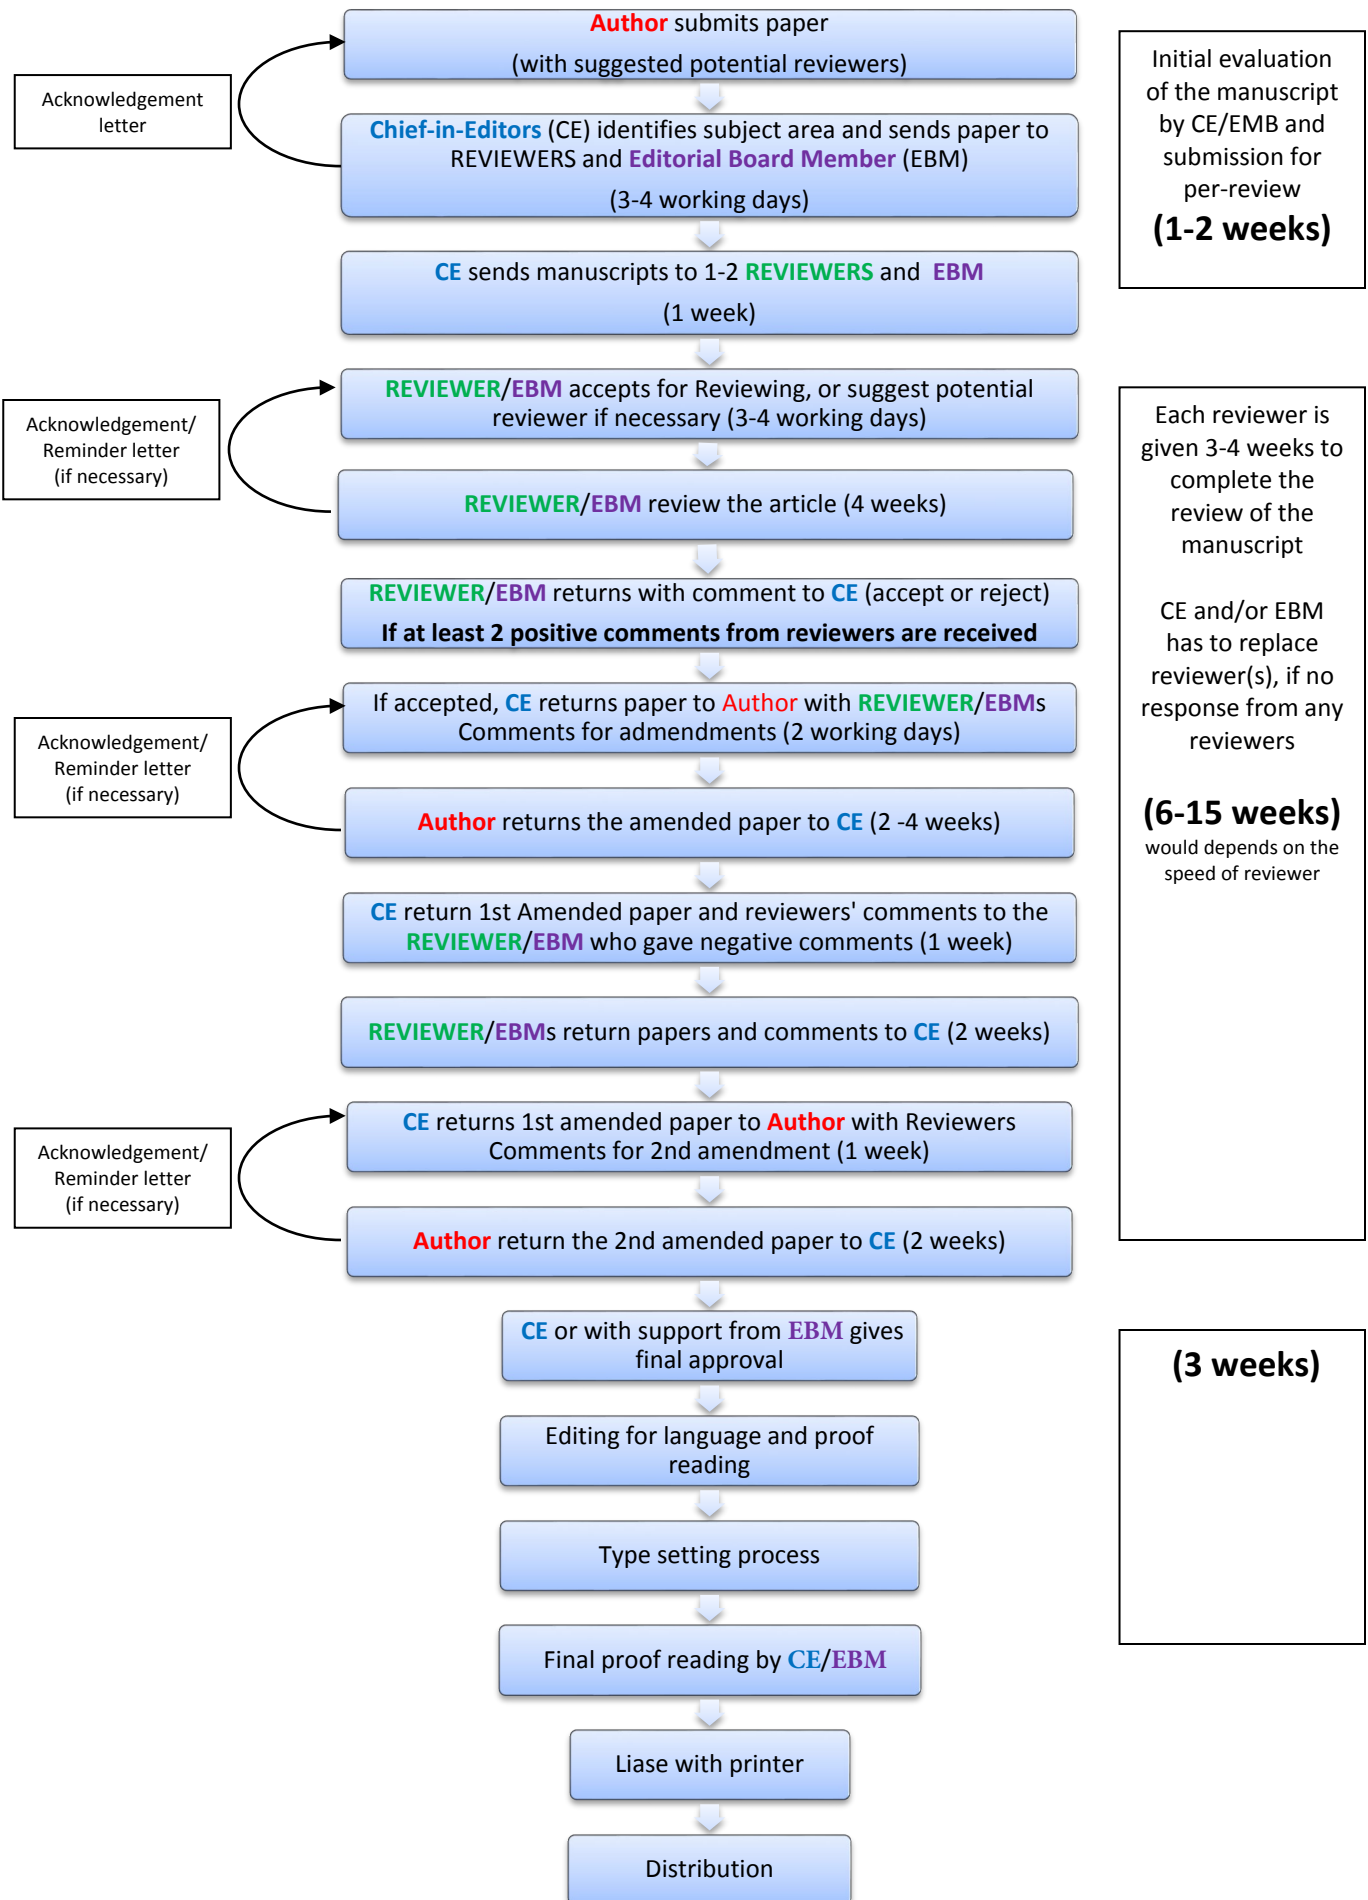 Author submits paper
(with suggested potential reviewers)
Acknowledgement
letter
Chief-in-Editors (CE) identifies subject area and sends paper to
REVIEWERS and Editorial Board Member (EBM)
(3-4 working days)
Initial evaluation
of the manuscript
by CE/EMB and
submission for
per-review
(1-2 weeks)
CE sends manuscripts to 1-2 REVIEWERS and EBM
(1 week)
REVIEWER/EBM accepts for Reviewing, or suggest potential
reviewer if necessary (3-4 working days)
Acknowledgement/
Reminder letter
(if necessary)
REVIEWER/EBM review the article (4 weeks)
REVIEWER/EBM returns with comment to CE (accept or reject)
If at least 2 positive comments from reviewers are received
Each reviewer is
given 3-4 weeks to
complete the
review of the
manuscript
CE and/or EBM
has to replace
reviewer(s), if no
response from any
reviewers
(6-15 weeks)
would depends on the
speed of reviewer
If accepted, CE returns paper to Author with REVIEWER/EBMs
Comments for admendments (2 working days)
Acknowledgement/
Reminder letter
(if necessary)
Author returns the amended paper to CE (2 -4 weeks)
CE return 1st Amended paper and reviewers' comments to the
REVIEWER/EBM who gave negative comments (1 week)
REVIEWER/EBMs return papers and comments to CE (2 weeks)
CE returns 1st amended paper to Author with Reviewers
Comments for 2nd amendment (1 week)
Acknowledgement/
Reminder letter
(if necessary)
Author return the 2nd amended paper to CE (2 weeks)
CE or with support from EBM gives
final approval
(3 weeks)
Editing for language and proof
reading
Type setting process
Final proof reading by CE/EBM
Liase with printer
Distribution